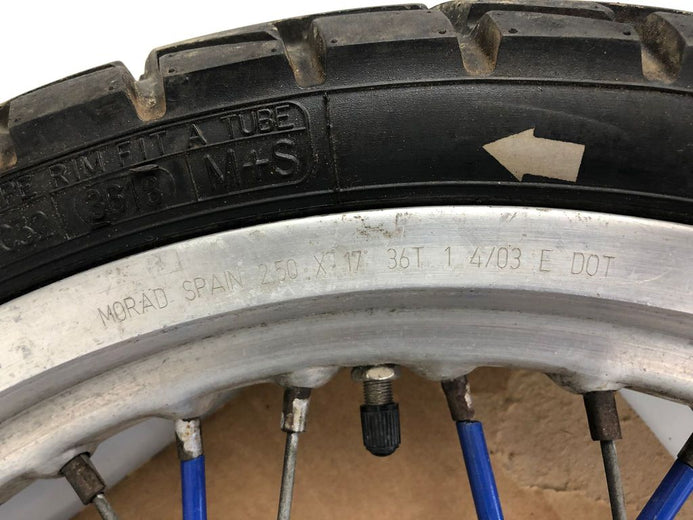 RIM FIT A TUBE
M+S
MORAD SPAIN 2.50 X 17 36T 1 4/03 E DOT